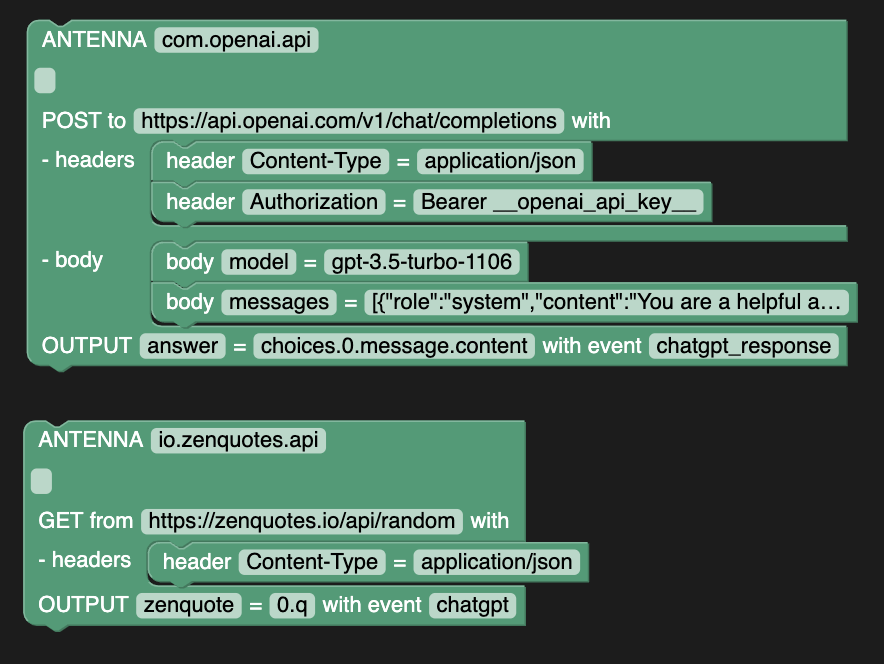 ANTENNA com.openai.api
POST to https://api.openai.com/v1/chat/completions with
- headers header Content-Type = application/json
header Authorization = Bearer __openai_api_key__
- body body model = gpt-3.5-turbo-1106
body messages = [{"role":"system","content":"You are a helpful a...
OUTPUT answer = choices.0.message.content with event chatgpt_response
ANTENNA io.zenquotes.api
GET from https://zenquotes.io/api/random with
- headers header Content-Type = application/json
OUTPUT zenquote = 0.q with event chatgpt